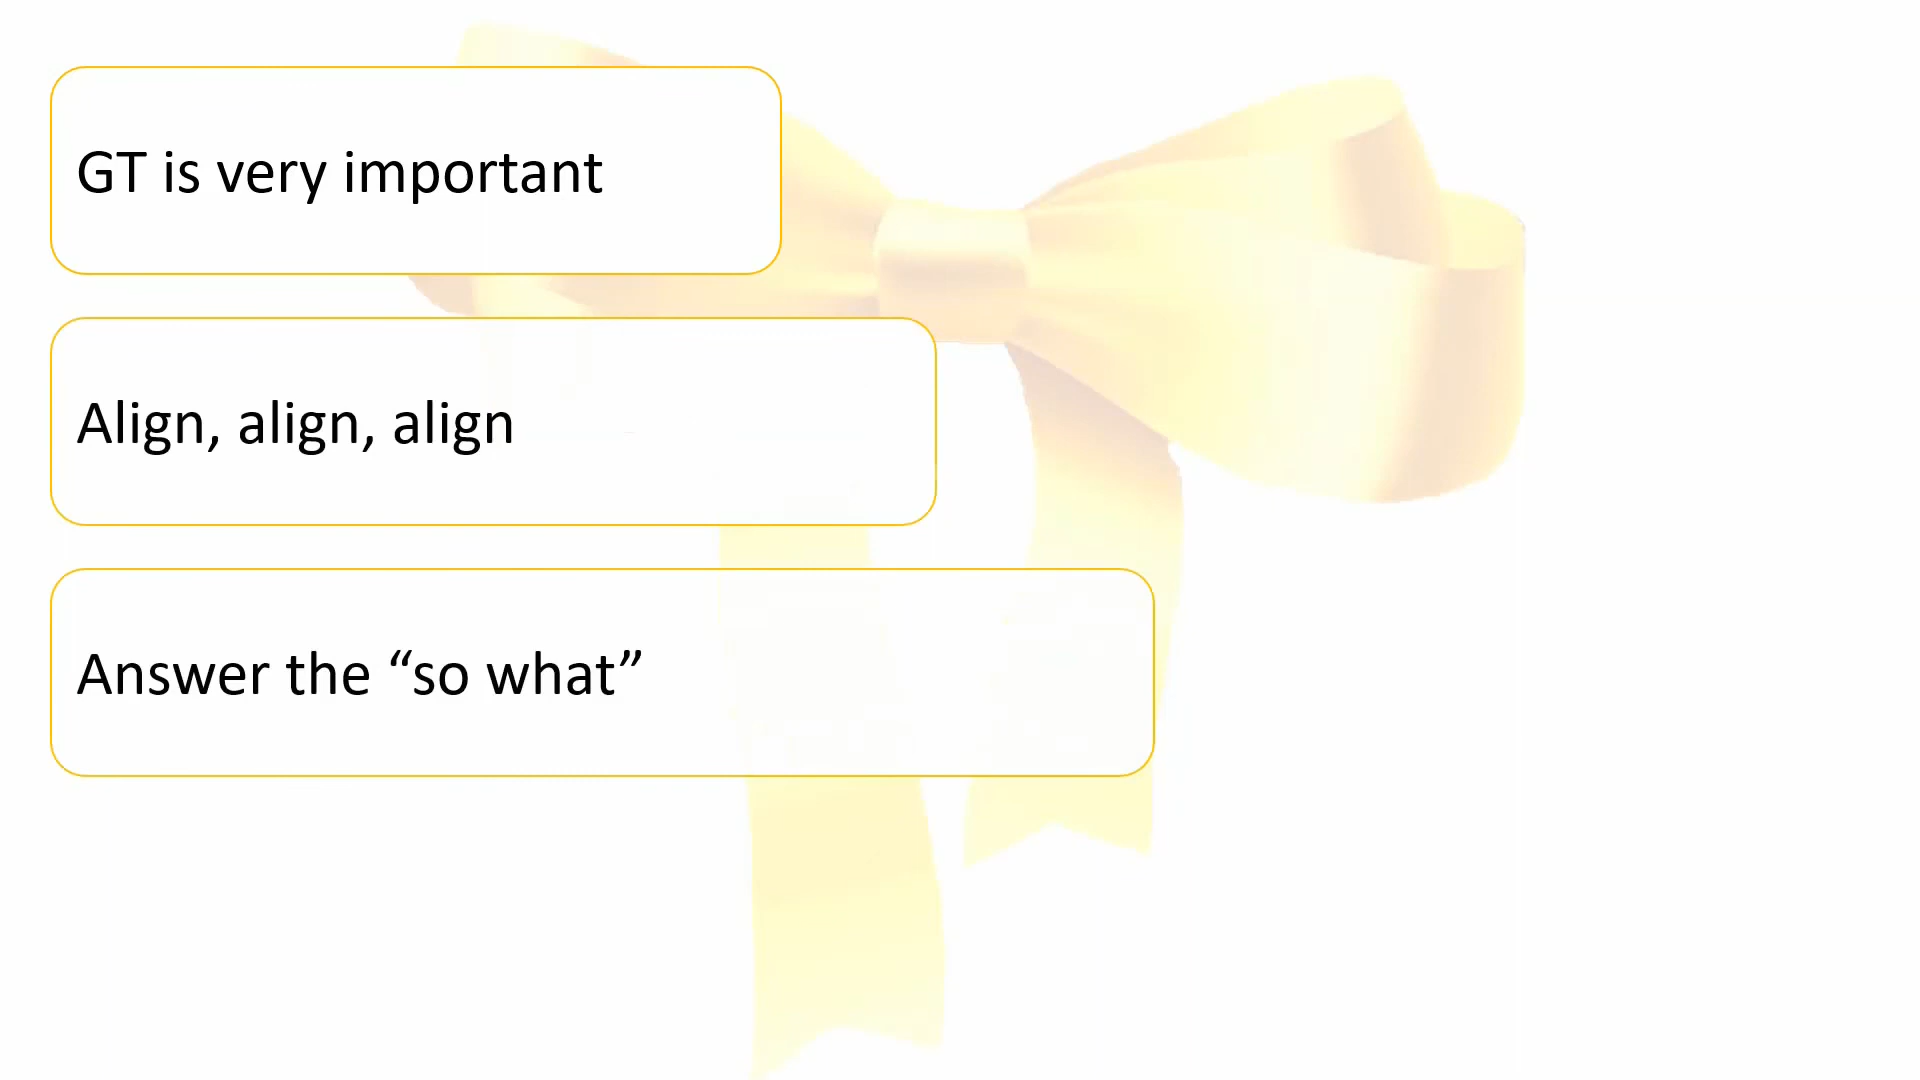 GT is very important
Align, align, align
Answer the “so what”